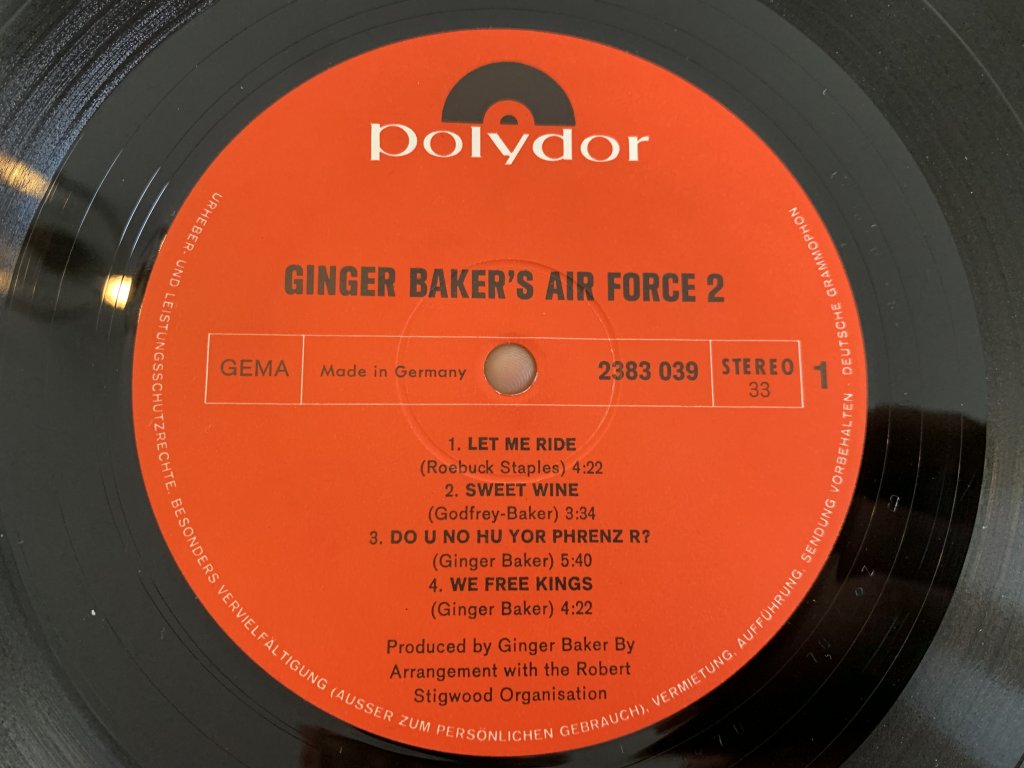 polydor
GINGER BAKER'S AIR FORCE 2
GEMA
Made in Germany
2383 039
STEREO
33
1
1. LET ME RIDE
(Roebuck Staples) 4:22
2. SWEET WINE
(Godfrey-Baker) 3:34
3. DO U NO HU YOR PHRENZ R?
(Ginger Baker) 5:40
4. WE FREE KINGS
(Ginger Baker) 4:22
Produced by Ginger Baker By
Arrangement with the Robert
Stigwood Organisation
URHEBER- UND LEISTUNGSSCHUTZRECHTE, BESONDERS VERVIELFÄLTIGUNG (AUSSER ZUM PERSÖNLICHEN GEBRAUCH), VERMIETUNG, AUFFÜHRUNG, SENDUNG VORBEHALTEN · DEUTSCHE GRAMMOPHON